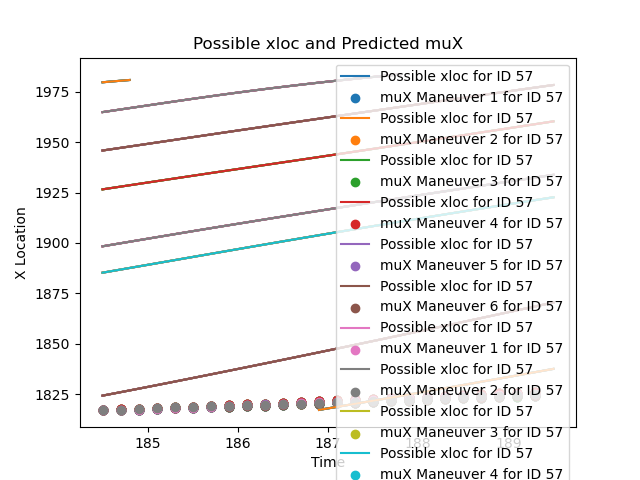 Possible xloc and Predicted muX
X Location
1975
1950
1925
1900
1875
1850
1825
185
186
187
188
189
Time
Possible xloc for ID 57
muX Maneuver 1 for ID 57
Possible xloc for ID 57
muX Maneuver 2 for ID 57
Possible xloc for ID 57
muX Maneuver 3 for ID 57
Possible xloc for ID 57
muX Maneuver 4 for ID 57
Possible xloc for ID 57
muX Maneuver 5 for ID 57
Possible xloc for ID 57
muX Maneuver 6 for ID 57
Possible xloc for ID 57
muX Maneuver 1 for ID 57
Possible xloc for ID 57
muX Maneuver 2 for ID 57
Possible xloc for ID 57
muX Maneuver 3 for ID 57
Possible xloc for ID 57
muX Maneuver 4 for ID 57